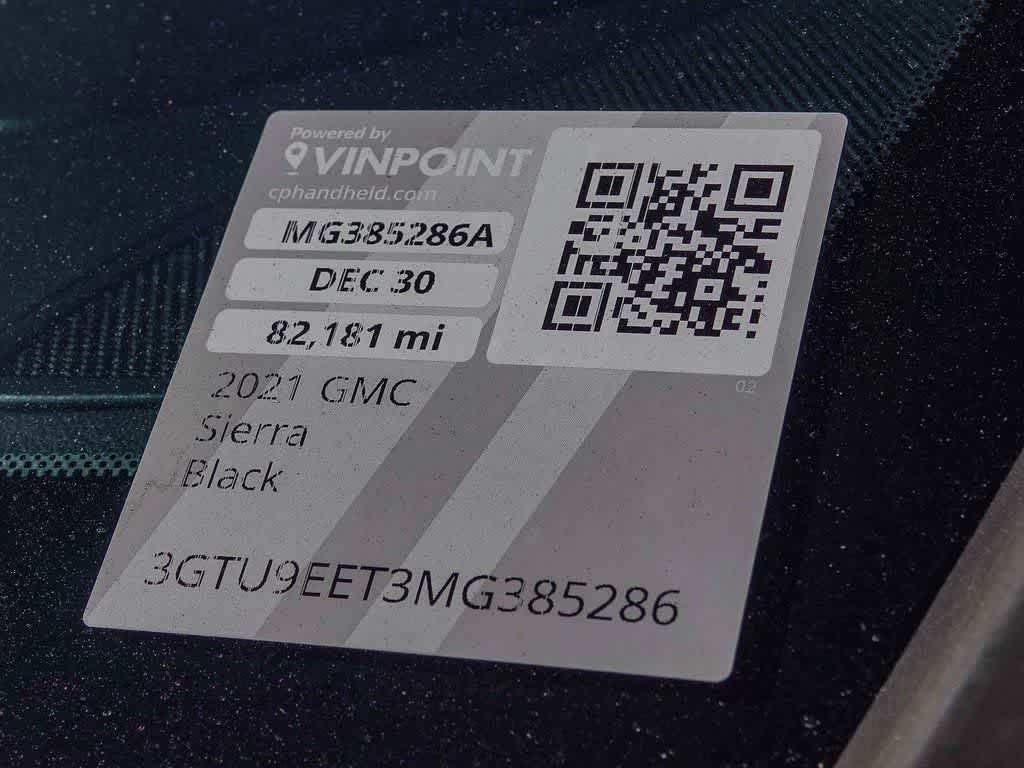 Powered by
VINPOINT
cphandheld.com
MG385286A
DEC 30
82,181 mi
2021 GMC
Sierra
Black
02
3GTU9EET3MG385286